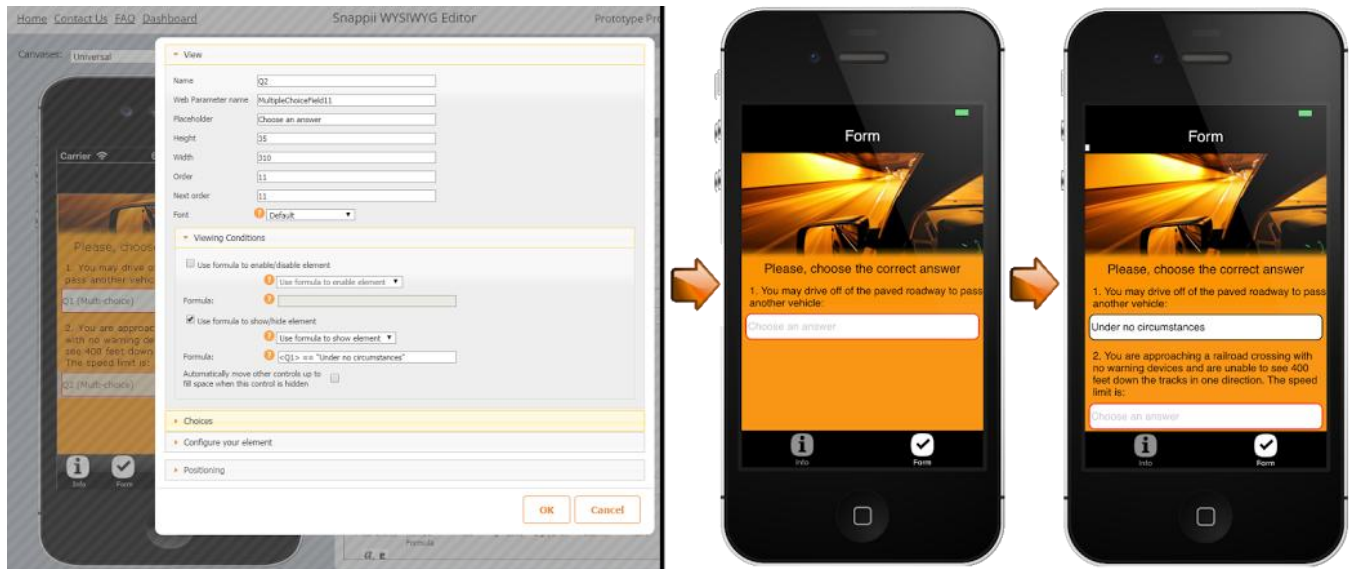 Home Contact Us FAQ Dashboard
Snappii WYSIWYG Editor
Prototype Pro
Canvases: Universal
Carrier
Please, choose
1. You may drive o
pass another vehic
Q1 (Multi-choice)
2. You are approac
with no warning de
see 400 feet down
The speed limit is:
Q2 (Multi-choice)
Info
Form
View
Name Q2
Web Parameter name MultipleChoiceField11
Placeholder Choose an answer
Height 35
Width 310
Order 11
Next order 11
Font ? Default
Viewing Conditions
Use formula to enable/disable element
? Use formula to enable element
Formula: ?
Use formula to show/hide element
? Use formula to show element
Formula: ? <Q1> == "Under no circumstances"
Automatically move other controls up to
fill space when this control is hidden
Choices
Configure your element
Positioning
OK Cancel
Formula
Form
Please, choose the correct answer
1. You may drive off of the paved roadway to pass
another vehicle:
Choose an answer
Info
Form
Form
Please, choose the correct answer
1. You may drive off of the paved roadway to pass
another vehicle:
Under no circumstances
2. You are approaching a railroad crossing with
no warning devices and are unable to see 400
feet down the tracks in one direction. The speed
limit is:
Choose an answer
Info
Form